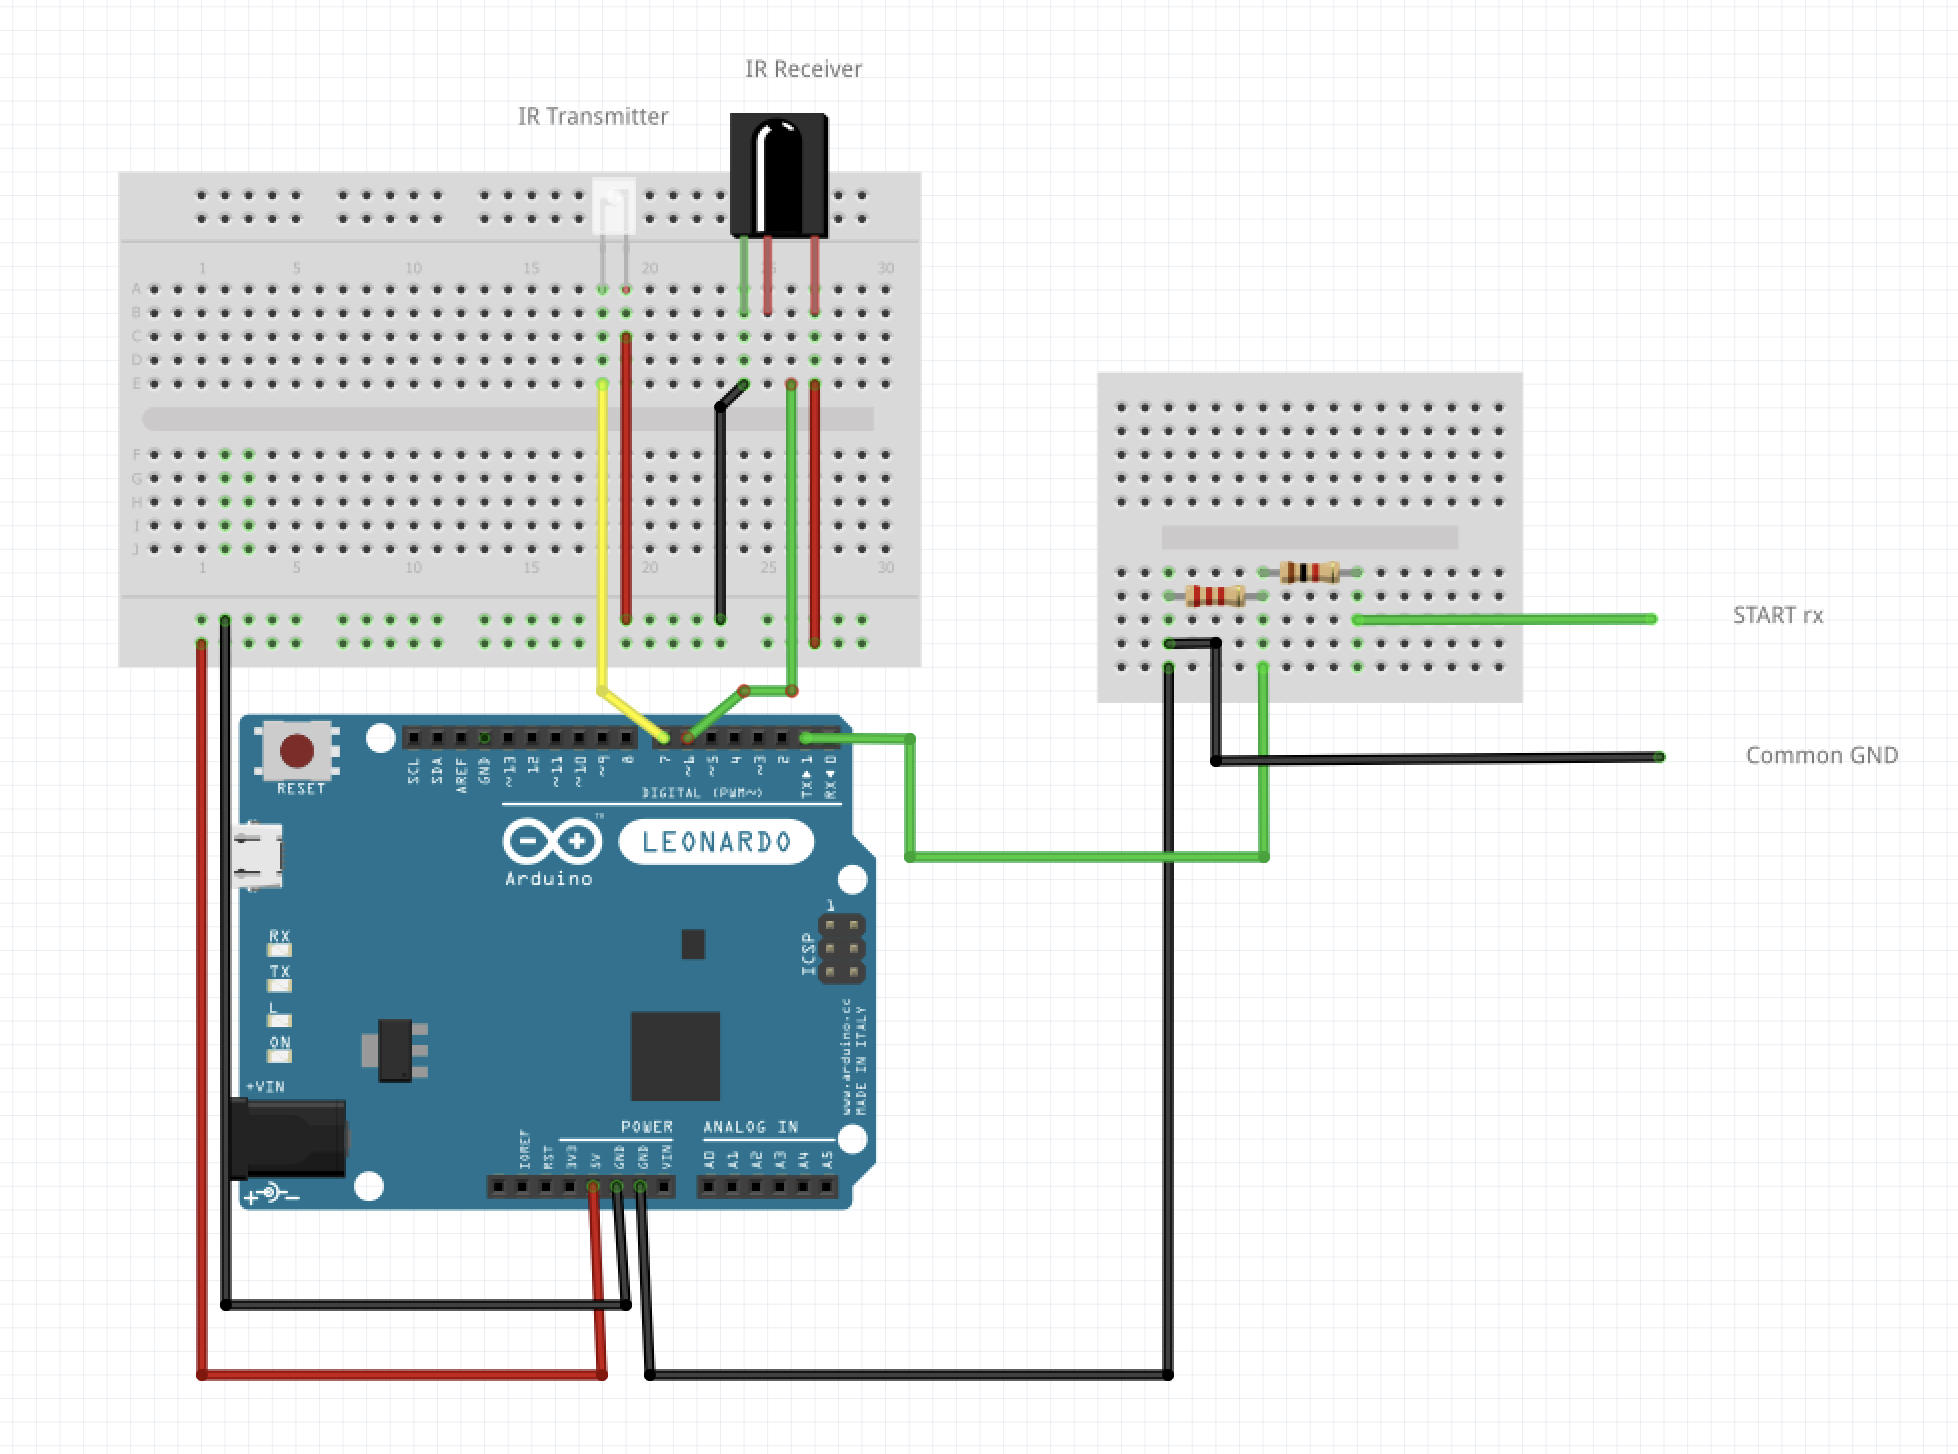 IR Receiver
IR Transmitter
1 5 10 15 20 25 30
A
B
C
D
E
F
G
H
I
J
1 5 10 15 20 25 30
START rx
Common GND
RESET
SCL SDA AREF GND ~13 12 ~11 ~10 ~9 8 7 ~6 ~5 4 ~3 2 TX▶1 RX◀0
DIGITAL (PWM~)
TM
LEONARDO
Arduino
1
ICSP
RX
TX
L
ON
+VIN
www.arduino.cc
MADE IN ITALY
POWER
ANALOG IN
IOREF RST 3V3 5V GND GND VIN A0 A1 A2 A3 A4 A5